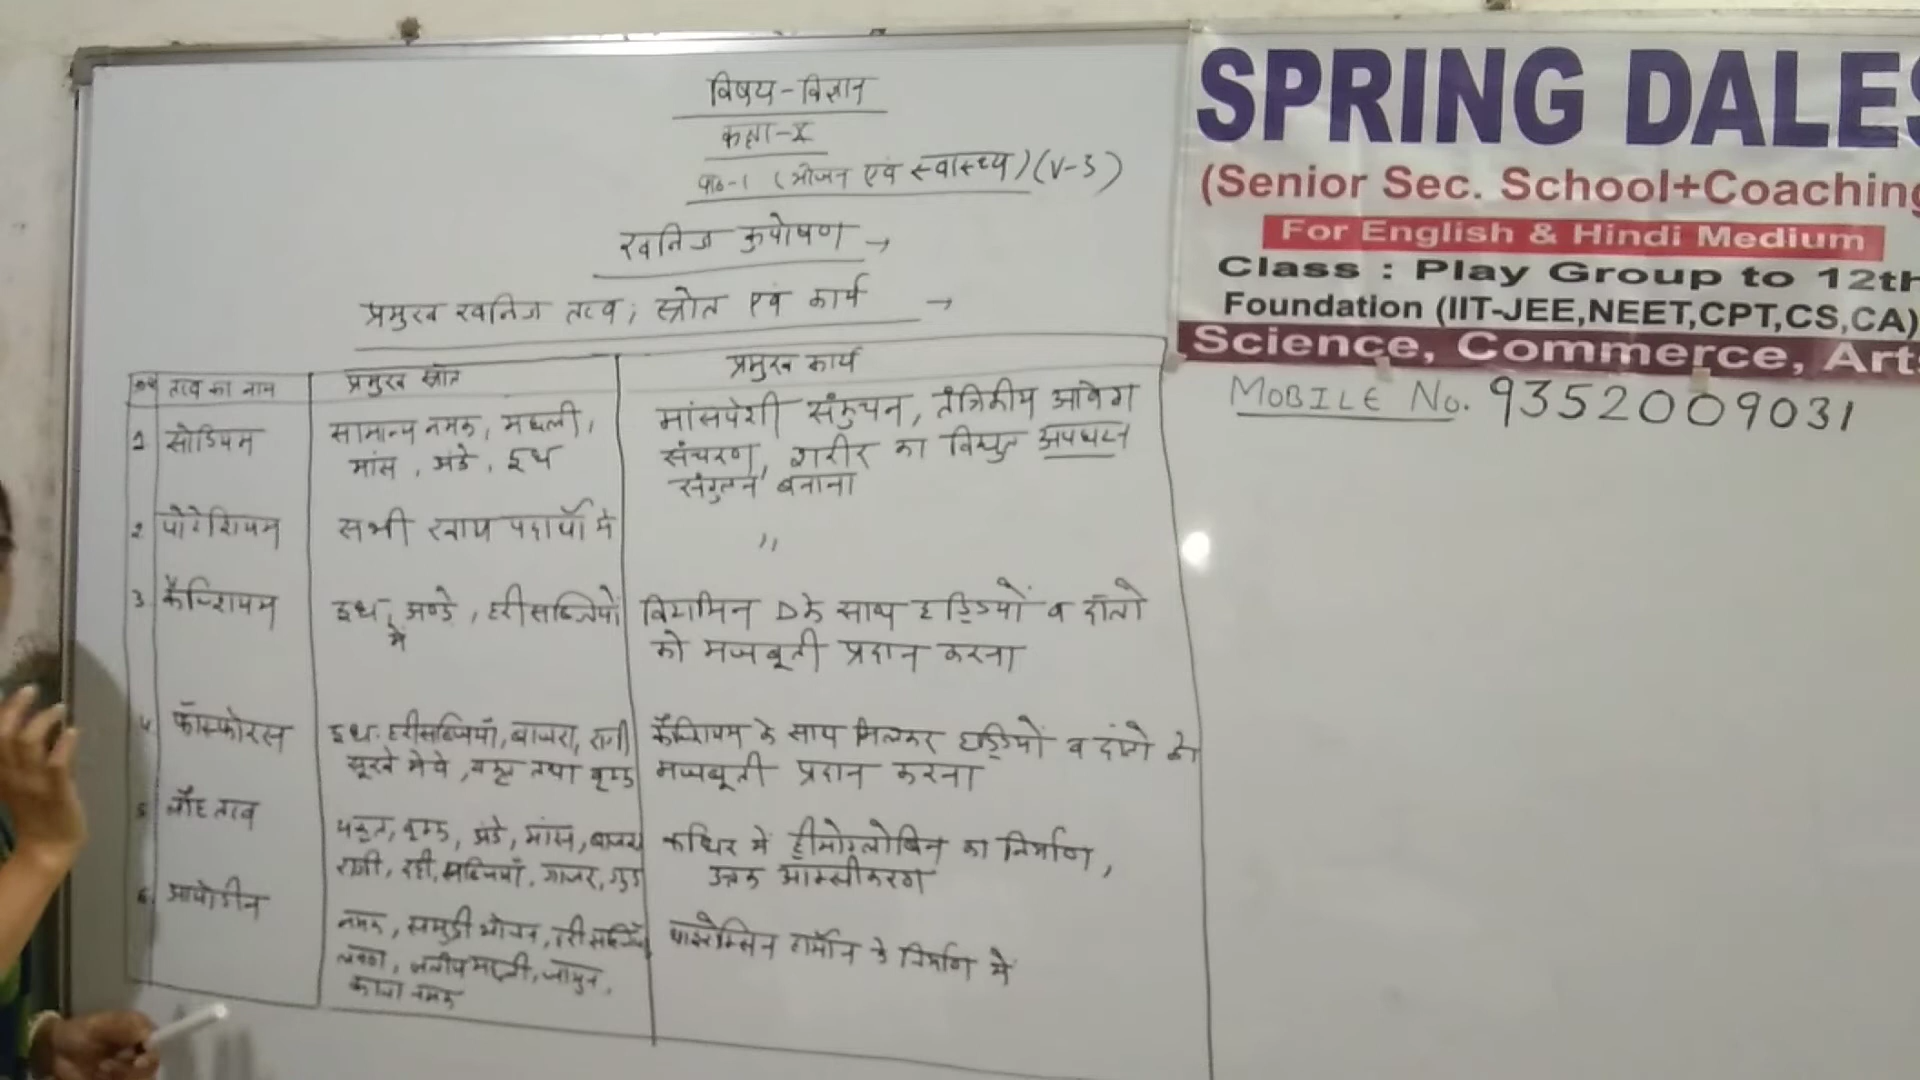 विषय-विज्ञान
कक्षा-X
पाठ-1 (भोजन एवं स्वास्थ्य) (V-3)
खनिज कुपोषण →
प्रमुख खनिज तत्व, स्रोत एवं कार्य →
तत्व का नाम प्रमुख स्रोत प्रमुख कार्य
1 सोडियम सामान्य नमक, मछली, मांसपेशी संकुचन, तंत्रिकीय आवेग
मांस, अंडे, दूध संचरण, शरीर का विद्युत अपघट्य
संतुलन बनाना
2 पोटेशियम सभी खाद्य पदार्थों में "
3 कैल्शियम दूध, अण्डे, हरी सब्जियों विटामिन D के साथ हड्डियों व दाँतो
में को मजबूती प्रदान करना
4 फॉस्फोरस दूध, हरी सब्जियाँ, बाजरा, रागी कैल्शियम के साथ मिलकर हड्डियों व दांतो को
सूखे मेवे, यकृत तथा वृक्क मजबूती प्रदान करना
5 लौह तत्व यकृत, वृक्क, अंडे, मांस, बाजरा रुधिर में हीमोग्लोबिन का निर्माण,
रागी, हरी सब्जियाँ, गाजर, गुड़ ऊतक आक्सीकरण
6 आयोडीन नमक, समुद्री भोजन, हरी सब्जियाँ थाइरोक्सिन हार्मोन के निर्माण में
जामुन,
काला नमक
SPRING DALES
(Senior Sec. School+Coaching
For English & Hindi Medium
Class : Play Group to 12th
Foundation (IIT-JEE,NEET,CPT,CS,CA)
Science, Commerce, Arts
MOBILE No. 9352009031